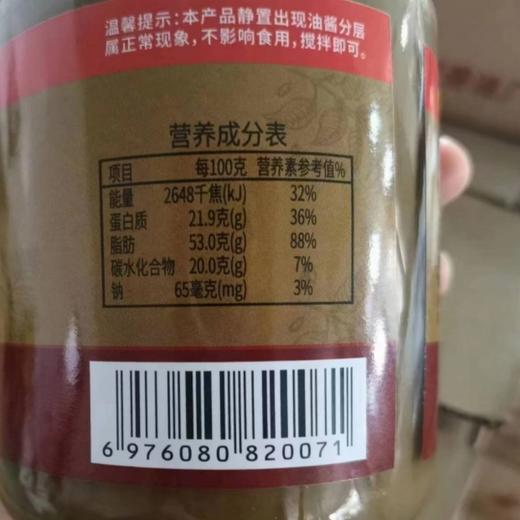 温馨提示：本产品静置出现油酱分层
属正常现象，不影响食用，搅拌即可。
营养成分表
项目 每100克 营养素参考值%
能量 2648千焦(kJ) 32%
蛋白质 21.9克(g) 36%
脂肪 53.0克(g) 88%
碳水化合物 20.0克(g) 7%
钠 65毫克(mg) 3%
6 976080 820071